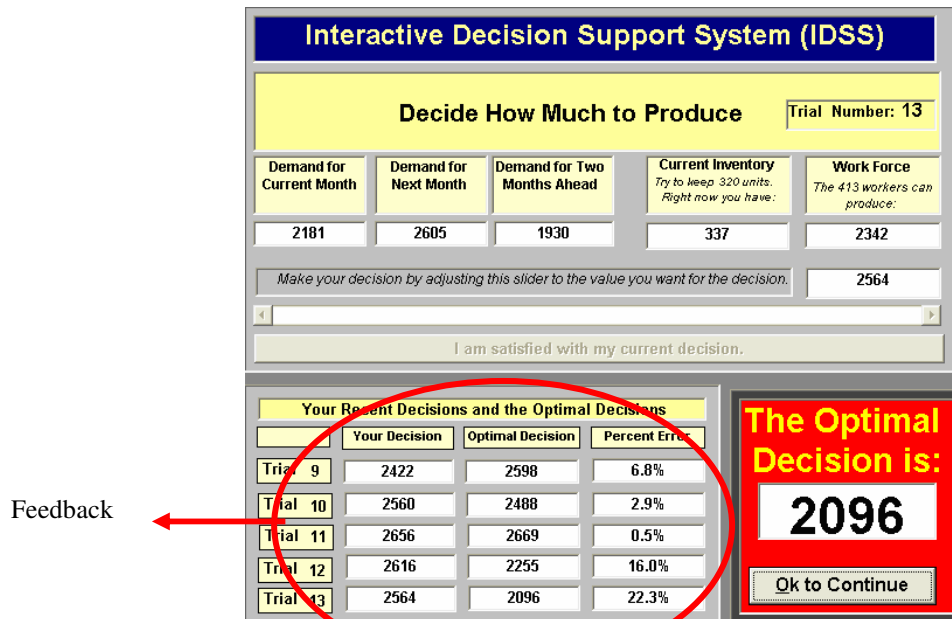 Interactive Decision Support System (IDSS)
Decide How Much to Produce
Trial Number: 13
Demand for
Current Month
Demand for
Next Month
Demand for Two
Months Ahead
Current Inventory
Try to keep 320 units.
Right now you have:
Work Force
The 413 workers can
produce:
2181
2605
1930
337
2342
Make your decision by adjusting this slider to the value you want for the decision.
2564
I am satisfied with my current decision.
Your Recent Decisions and the Optimal Decisions
Your Decision
Optimal Decision
Percent Error
Trial 9
2422
2598
6.8%
Trial 10
2560
2488
2.9%
Trial 11
2656
2669
0.5%
Trial 12
2616
2255
16.0%
Trial 13
2564
2096
22.3%
The Optimal
Decision is:
2096
Ok to Continue
Feedback